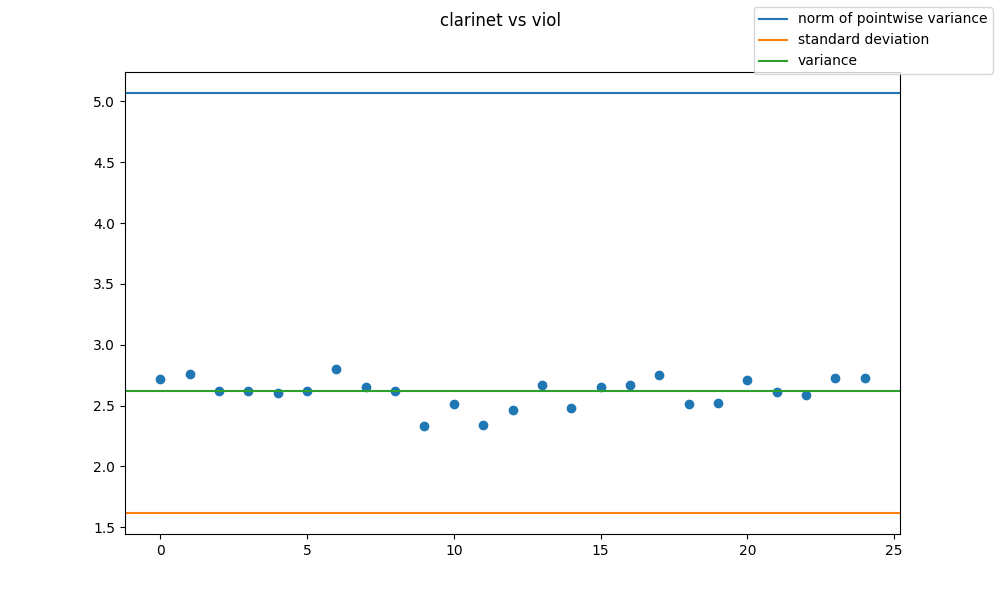 clarinet vs viol
norm of pointwise variance
standard deviation
variance
5.0
4.5
4.0
3.5
3.0
2.5
2.0
1.5
0 5 10 15 20 25